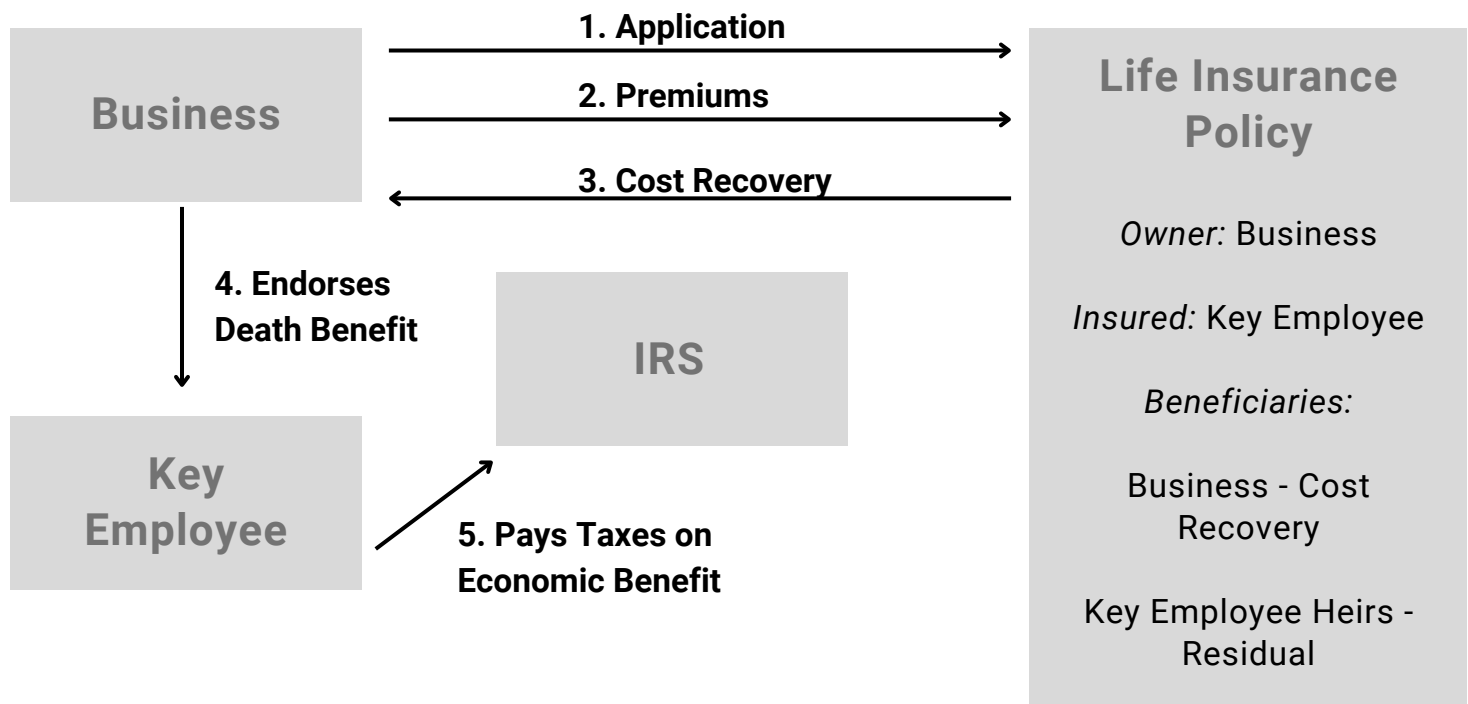 1. Application
Business
2. Premiums
3. Cost Recovery
4. Endorses
Death Benefit
IRS
Key
Employee
5. Pays Taxes on
Economic Benefit
Life Insurance
Policy
Owner: Business
Insured: Key Employee
Beneficiaries:
Business - Cost
Recovery
Key Employee Heirs -
Residual